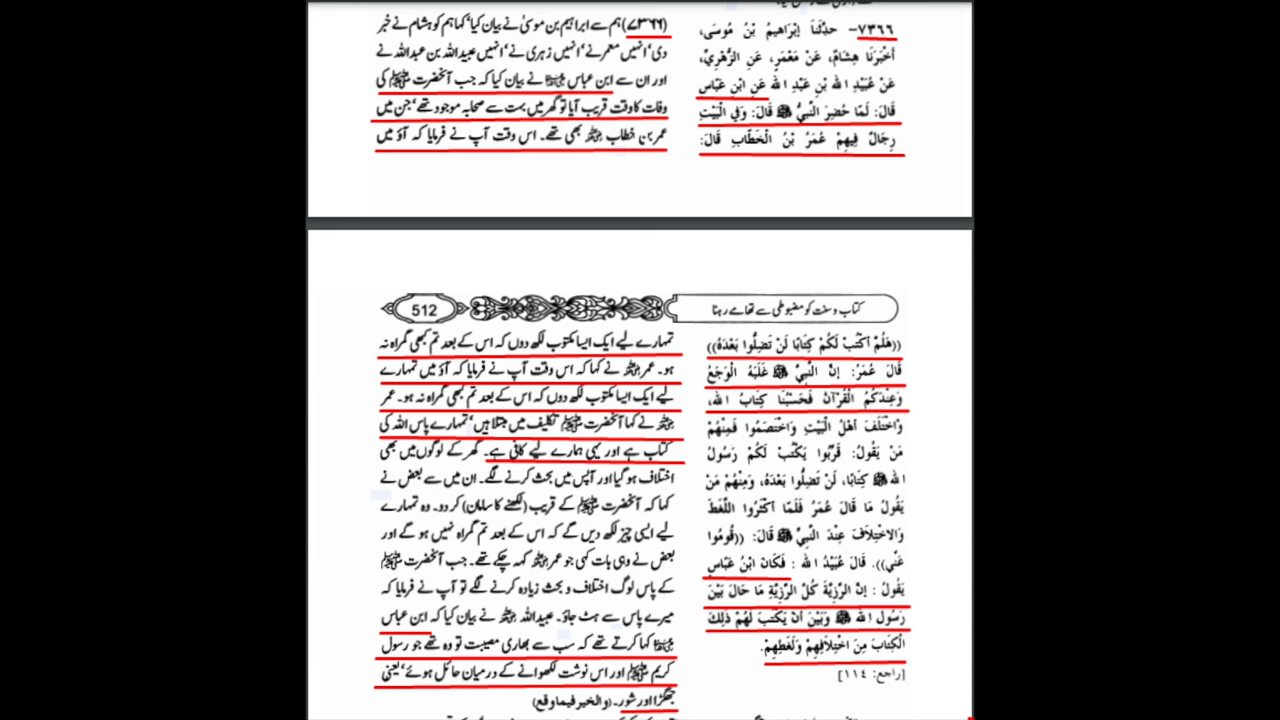 ۷۳۶۶- حدَّثَنَا إِبْرَاهِيمُ بْنُ مُوسَى،
أَخْبَرَنَا هِشَامٌ، عَنْ مَعْمَرٍ، عَنِ الزُّهْرِيِّ،
عَنْ عُبَيْدِ اللہ بْنِ عَبْدِ اللہ عَنِ ابْنِ عَبَّاسٍ
قَالَ: لَمَّا حُضِرَ النَّبِيُّ ﷺ قَالَ: وَفِي الْبَيْتِ
رِجَالٌ فِيهِمْ عُمَرُ بْنُ الْخَطَّابِ قَالَ:
(۷۳۶۶) ہم سے ابراہیم بن موسیٰ نے بیان کیا، کہا ہم کو ہشام نے خبر
دی، انہیں معمر نے، انہیں زہری نے، انہیں عبیداللہ بن عبداللہ نے
اور ان سے ابن عباس رضی اللہ عنہما نے بیان کیا کہ جب آنحضرت ﷺ کی
وفات کا وقت قریب آیا تو گھر میں بہت سے صحابہ موجود تھے، جن میں
عمر بن خطاب رضی اللہ عنہ بھی تھے۔ اس وقت آپ نے فرمایا کہ آؤ میں
کتاب و سنت کو مضبوطی سے تھامے رہنا
512
((هَلُمَّ أَكْتُبْ لَكُمْ كِتَابًا لَنْ تَضِلُّوا بَعْدَهُ))
قَالَ عُمَرُ: إِنَّ النَّبِيَّ ﷺ غَلَبَهُ الْوَجَعُ
وَعِنْدَكُمُ الْقُرْآنُ فَحَسْبُنَا كِتَابُ اللہ،
وَاخْتَلَفَ أَهْلُ الْبَيْتِ وَاخْتَصَمُوا فَمِنْهُمْ
مَنْ يَقُولُ: قَرِّبُوا يَكْتُبْ لَكُمْ رَسُولُ
اللہ ﷺ كِتَابًا، لَنْ تَضِلُّوا بَعْدَهُ، وَمِنْهُمْ مَنْ
يَقُولُ مَا قَالَ عُمَرُ فَلَمَّا أَكْثَرُوا اللَّغَطَ
وَالاِخْتِلاَفَ عِنْدَ النَّبِيِّ ﷺ قَالَ: ((قُومُوا
عَنِّي)). قَالَ عُبَيْدُ اللہ : فَكَانَ ابْنُ عَبَّاسٍ
يَقُولُ : إِنَّ الرَّزِيَّةَ كُلَّ الرَّزِيَّةِ مَا حَالَ بَيْنَ
رَسُولِ اللہ ﷺ وَبَيْنَ أَنْ يَكْتُبَ لَهُمْ ذَلِكَ
الْكِتَابَ مِنَ اخْتِلاَفِهِمْ وَلَغَطِهِمْ.
[راجع: ١١٤]
تمہارے لیے ایک ایسا مکتوب لکھ دوں کہ اس کے بعد تم کبھی گمراہ نہ
ہو۔ عمر رضی اللہ عنہ نے کہا کہ اس وقت آپ نے فرمایا کہ آؤ میں تمہارے
لیے ایک ایسا مکتوب لکھ دوں کہ اس کے بعد تم کبھی گمراہ نہ ہو۔ عمر
رضی اللہ عنہ نے کہا آنحضرت ﷺ تکلیف میں مبتلا ہیں، تمہارے پاس اللہ کی
کتاب ہے اور یہی ہمارے لیے کافی ہے۔ گھر کے لوگوں میں بھی
اختلاف ہو گیا اور آپس میں بحث کرنے لگے۔ ان میں سے بعض نے
کہا کہ آنحضرت ﷺ کے قریب (لکھنے کا سامان) کر دو۔ وہ تمہارے
لیے ایسی چیز لکھ دیں گے کہ اس کے بعد تم گمراہ نہیں ہو گے اور
بعض نے وہی بات کہی جو عمر رضی اللہ عنہ کہہ چکے تھے۔ جب آنحضرت ﷺ
کے پاس لوگ اختلاف و بحث زیادہ کرنے لگے تو آپ نے فرمایا کہ
میرے پاس سے ہٹ جاؤ۔ عبیداللہ رضی اللہ عنہ نے بیان کیا کہ ابن عباس
رضی اللہ عنہما کہا کرتے تھے کہ سب سے بھاری مصیبت تو وہ تھے جو رسول
کریم ﷺ اور اس نوشت لکھوانے کے درمیان حائل ہوئے، یعنی
جھگڑا اور شور۔ (والخیر فیما وقع)